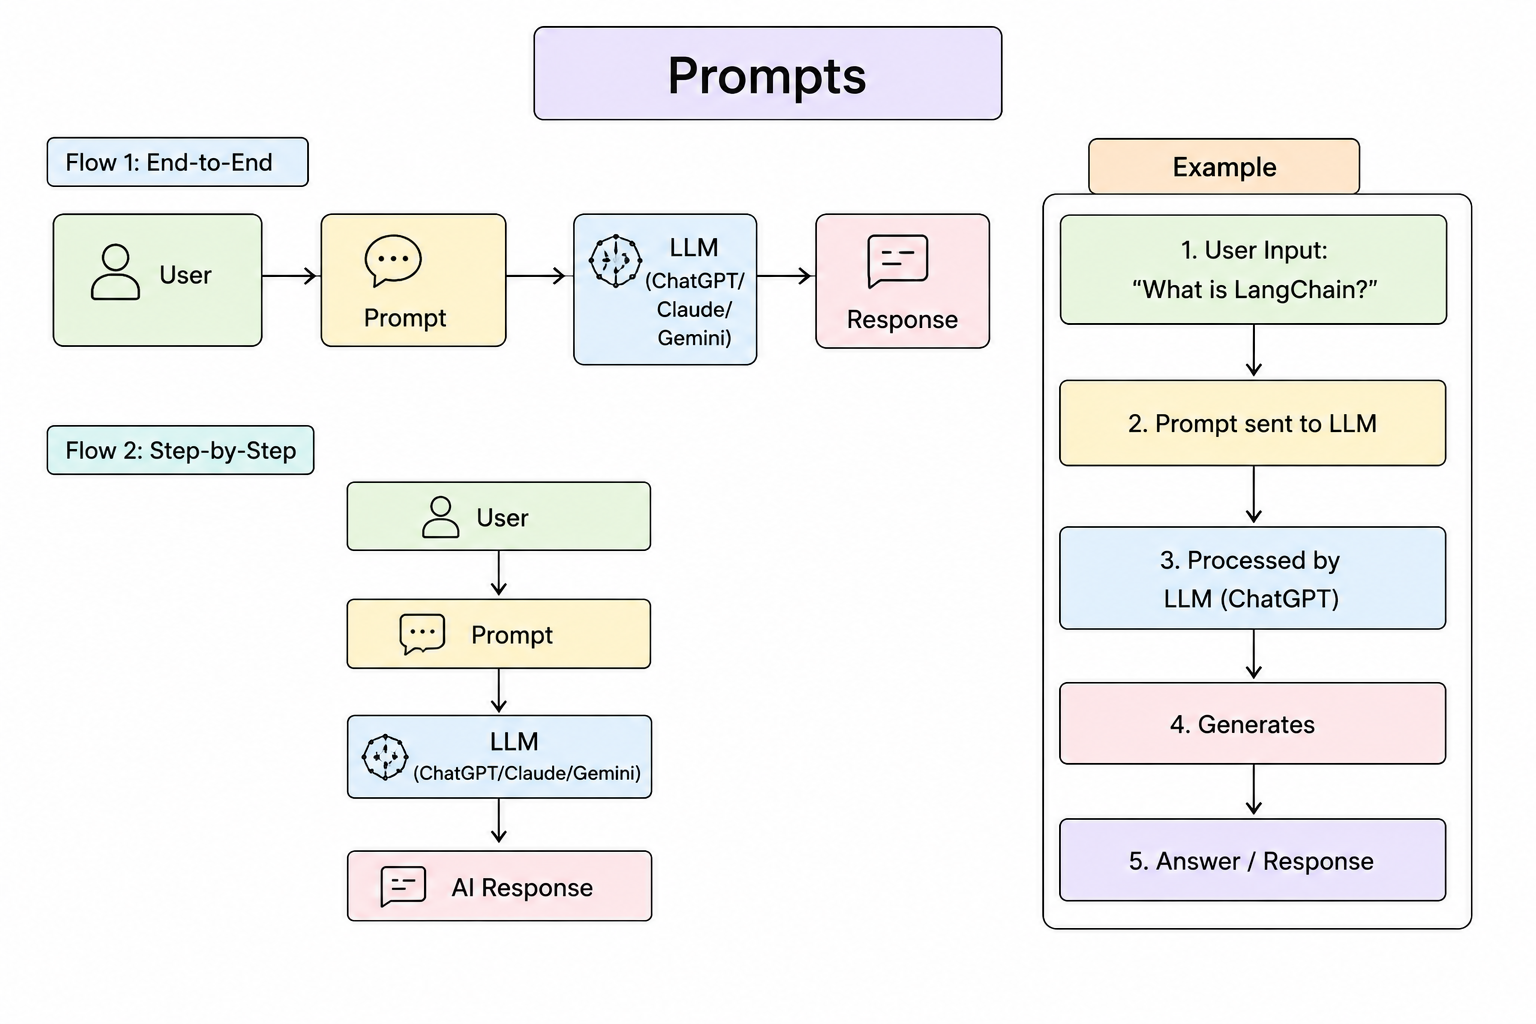 Prompts
Flow 1: End-to-End
User
Prompt
LLM
(ChatGPT/
Claude/
Gemini)
Response
Flow 2: Step-by-Step
User
Prompt
LLM
(ChatGPT/Claude/Gemini)
AI Response
Example
1. User Input:
“What is LangChain?”
2. Prompt sent to LLM
3. Processed by
LLM (ChatGPT)
4. Generates
5. Answer / Response